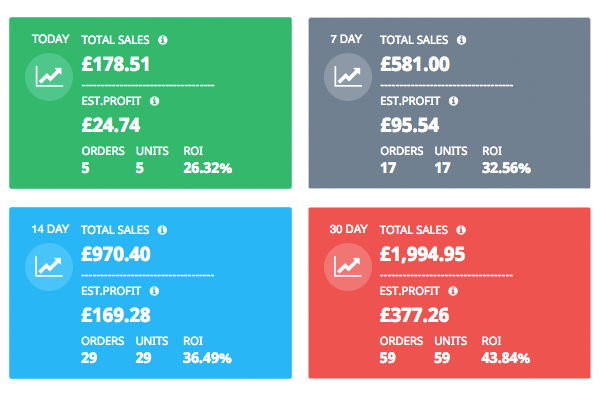 TODAY
TOTAL SALES
£178.51
EST.PROFIT
£24.74
ORDERS UNITS ROI
5 5 26.32%
7 DAY
TOTAL SALES
£581.00
EST.PROFIT
£95.54
ORDERS UNITS ROI
17 17 32.56%
14 DAY
TOTAL SALES
£970.40
EST.PROFIT
£169.28
ORDERS UNITS ROI
29 29 36.49%
30 DAY
TOTAL SALES
£1,994.95
EST.PROFIT
£377.26
ORDERS UNITS ROI
59 59 43.84%